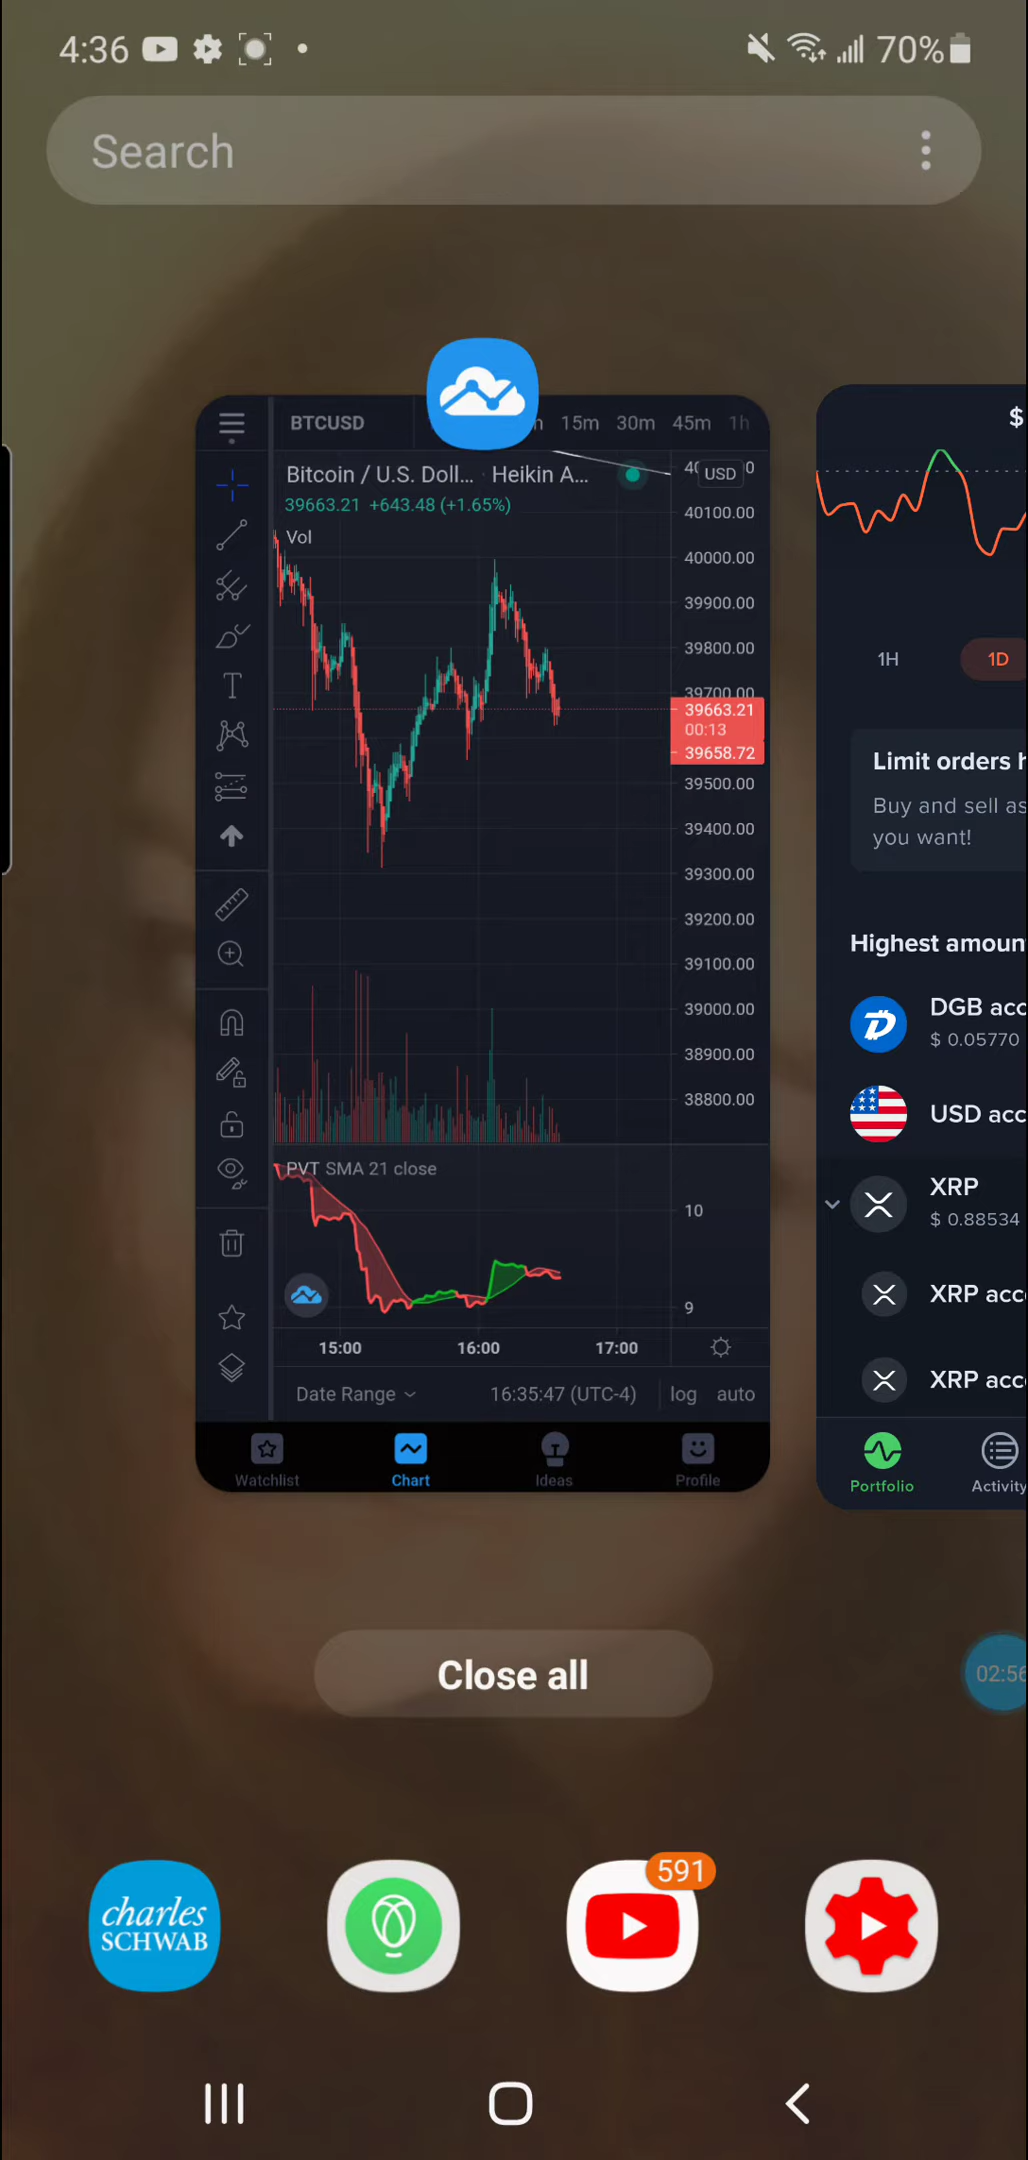 4:36
70%
Search
BTCUSD
15m 30m 45m 1h
Bitcoin / U.S. Doll... · Heikin A...
39663.21 +643.48 (+1.65%)
Vol
USD
40100.00
40000.00
39900.00
39800.00
39700.00
39663.21
00:13
39658.72
39500.00
39400.00
39300.00
39200.00
39100.00
39000.00
38900.00
38800.00
PVT SMA 21 close
10
9
15:00 16:00 17:00
Date Range 16:35:47 (UTC-4) log auto
Watchlist Chart Ideas Profile
$
1H 1D
Limit orders h
Buy and sell as
you want!
Highest amoun
DGB acc
$ 0.05770
USD acc
XRP
$ 0.88534
XRP acc
XRP acc
Portfolio Activity
Close all
02:56
charles
SCHWAB
591